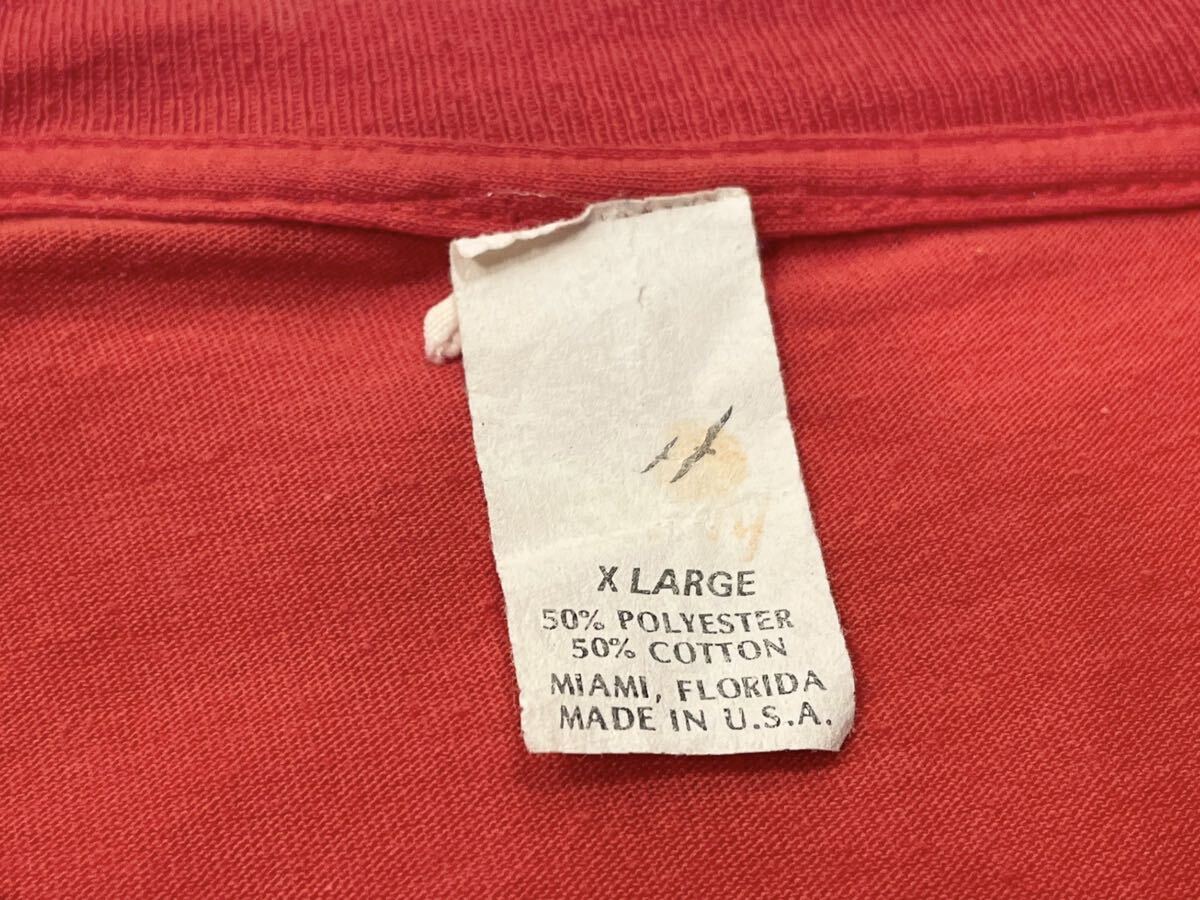 X LARGE
50% POLYESTER
50% COTTON
MIAMI, FLORIDA
MADE IN U.S.A.